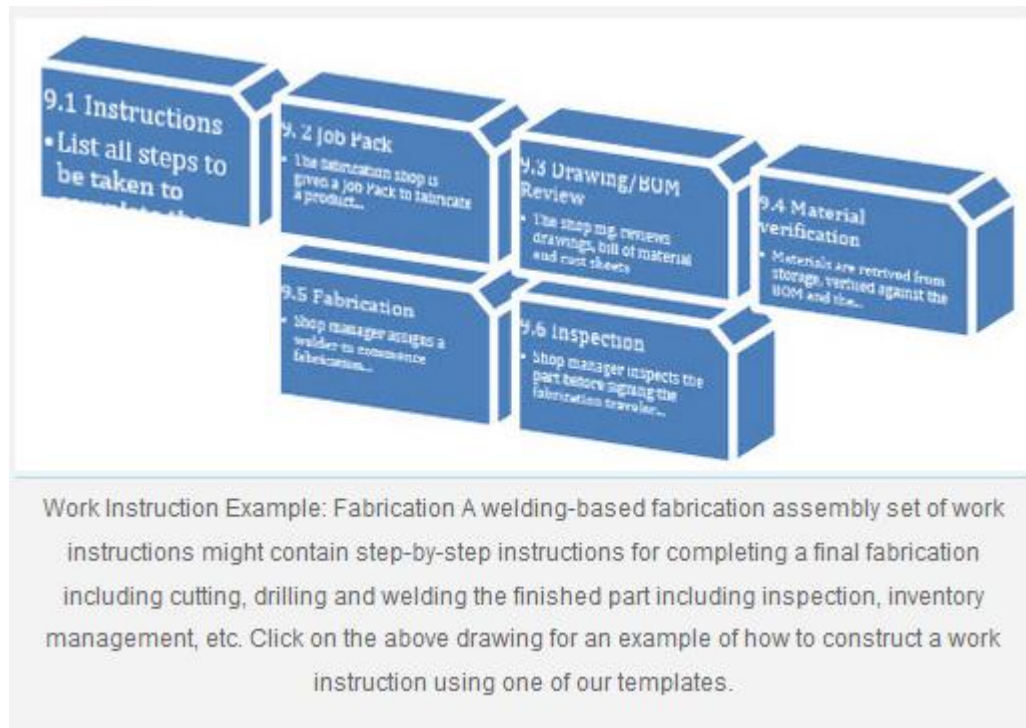 9.1 Instructions
• List all steps to
be taken to
complete the
9. 2 Job Pack
• The fabrication shop is
given a Job Pack to fabricate
a product...
9.3 Drawing/BOM
Review
• The shop mg. reviews
drawings, bill of material
and cust sheets
9.4 Material
verification
• Materials are retrived from
storage, verified against the
BOM and the...
9.5 Fabrication
• Shop manager assigns a
welder to commence
fabrication...
9.6 Inspection
• Shop manager inspects the
part before signing the
fabrication traveler...
Work Instruction Example: Fabrication A welding-based fabrication assembly set of work
instructions might contain step-by-step instructions for completing a final fabrication
including cutting, drilling and welding the finished part including inspection, inventory
management, etc. Click on the above drawing for an example of how to construct a work
instruction using one of our templates.